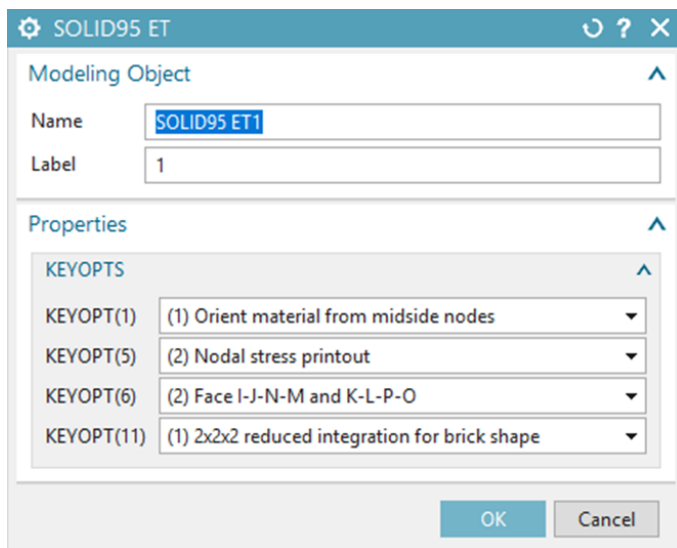 SOLID95 ET
Modeling Object
Name SOLID95 ET1
Label 1
Properties
KEYOPTS
KEYOPT(1) (1) Orient material from midside nodes
KEYOPT(5) (2) Nodal stress printout
KEYOPT(6) (2) Face I-J-N-M and K-L-P-O
KEYOPT(11) (1) 2x2x2 reduced integration for brick shape
OK Cancel